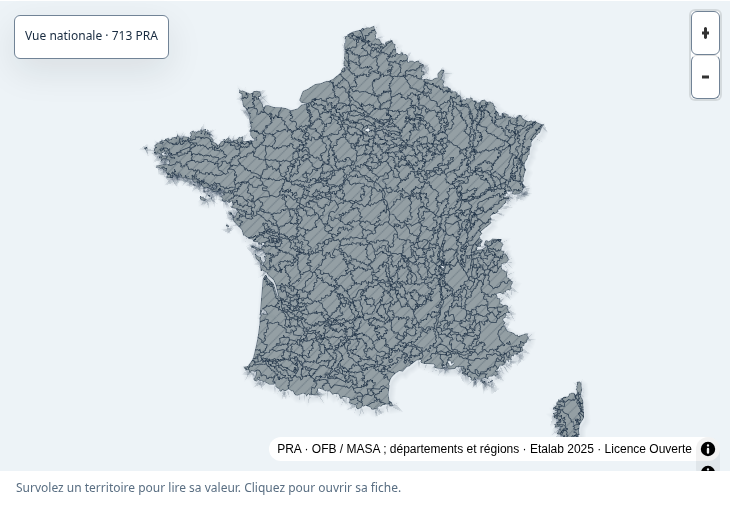 Vue nationale · 713 PRA
+
-
PRA · OFB / MASA ; départements et régions · Etalab 2025 · Licence Ouverte
Survolez un territoire pour lire sa valeur. Cliquez pour ouvrir sa fiche.